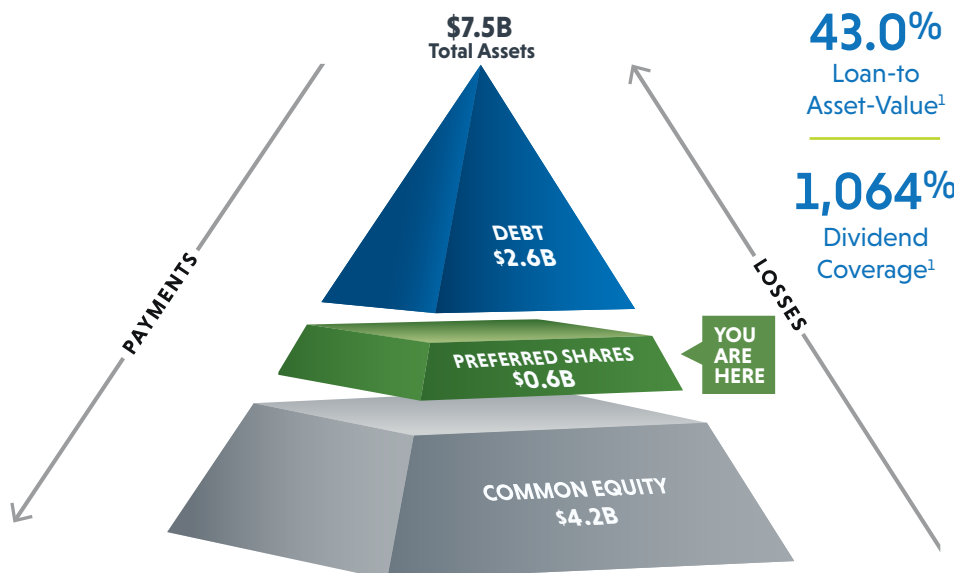 $7.5B
Total Assets
43.0%
Loan-to
Asset-Value1
1,064%
Dividend
Coverage1
PAYMENTS
LOSSES
DEBT
$2.6B
PREFERRED SHARES
$0.6B
YOU
ARE
HERE
COMMON EQUITY
$4.2B